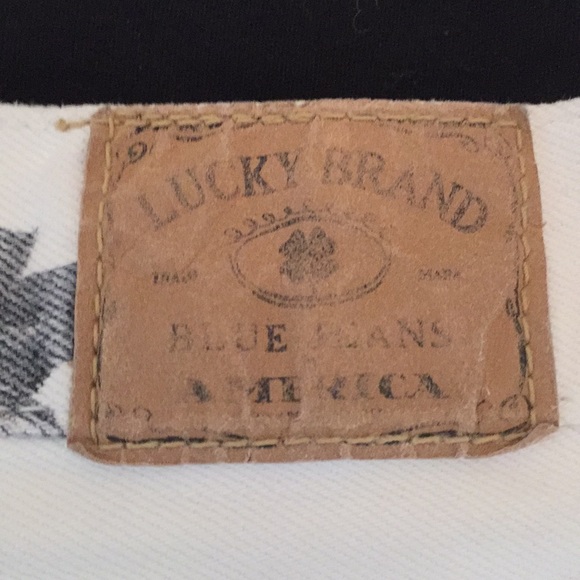 LUCKY BRAND
TRADE MARK
BLUE JEANS
AMERICA